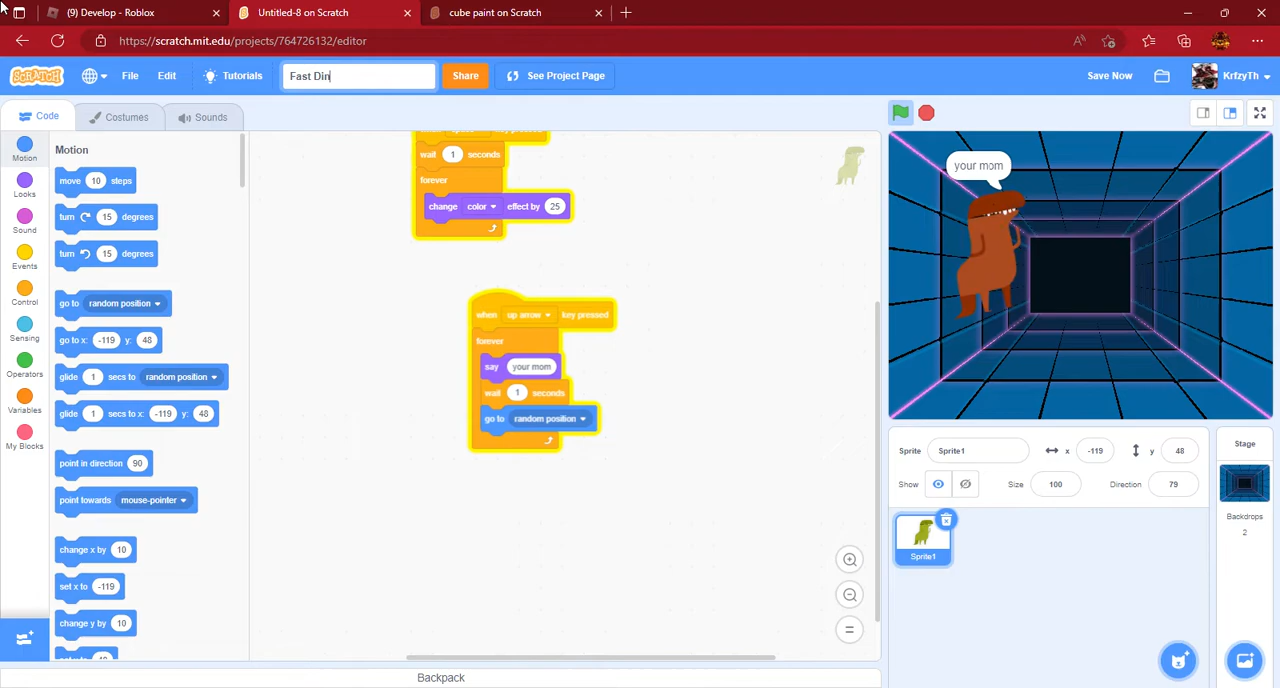 (9) Develop - Roblox
Untitled-8 on Scratch
cube paint on Scratch
https://scratch.mit.edu/projects/764726132/editor
SCRATCH
File
Edit
Tutorials
Fast Din
Share
See Project Page
Save Now
KrfzyTh
Code
Costumes
Sounds
Motion
Looks
Sound
Events
Control
Sensing
Operators
Variables
My Blocks
Motion
move 10 steps
turn 15 degrees
turn 15 degrees
go to random position
go to x: -119 y: 48
glide 1 secs to random position
glide 1 secs to x: -119 y: 48
point in direction 90
point towards mouse-pointer
change x by 10
set x to -119
change y by 10
wait 1 seconds
forever
change color effect by 25
when up arrow key pressed
forever
say your mom
wait 1 seconds
go to random position
your mom
Sprite Sprite1 x -119 y 48
Show Size 100 Direction 79
Sprite1
Stage
Backdrops
2
Backpack